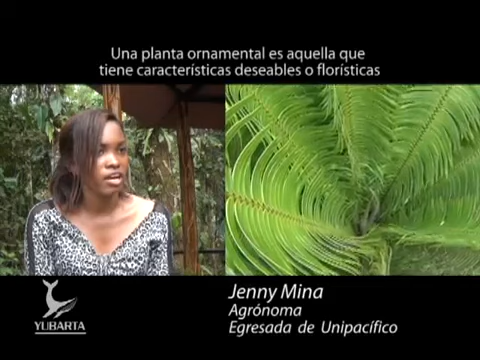 Una planta ornamental es aquella que
tiene características deseables o florísticas
Jenny Mina
Agrónoma
Egresada de Unipacífico
YUBARTA